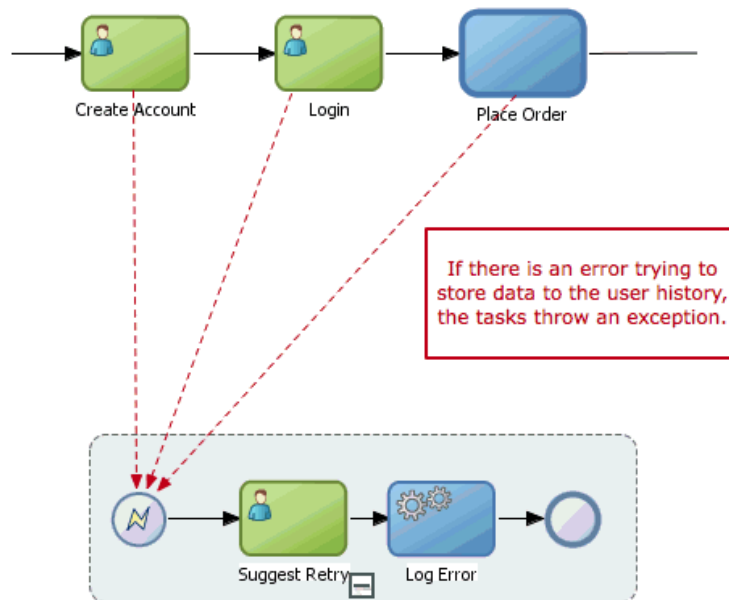 Create Account
Login
Place Order
If there is an error trying to
store data to the user history,
the tasks throw an exception.
Suggest Retry
Log Error